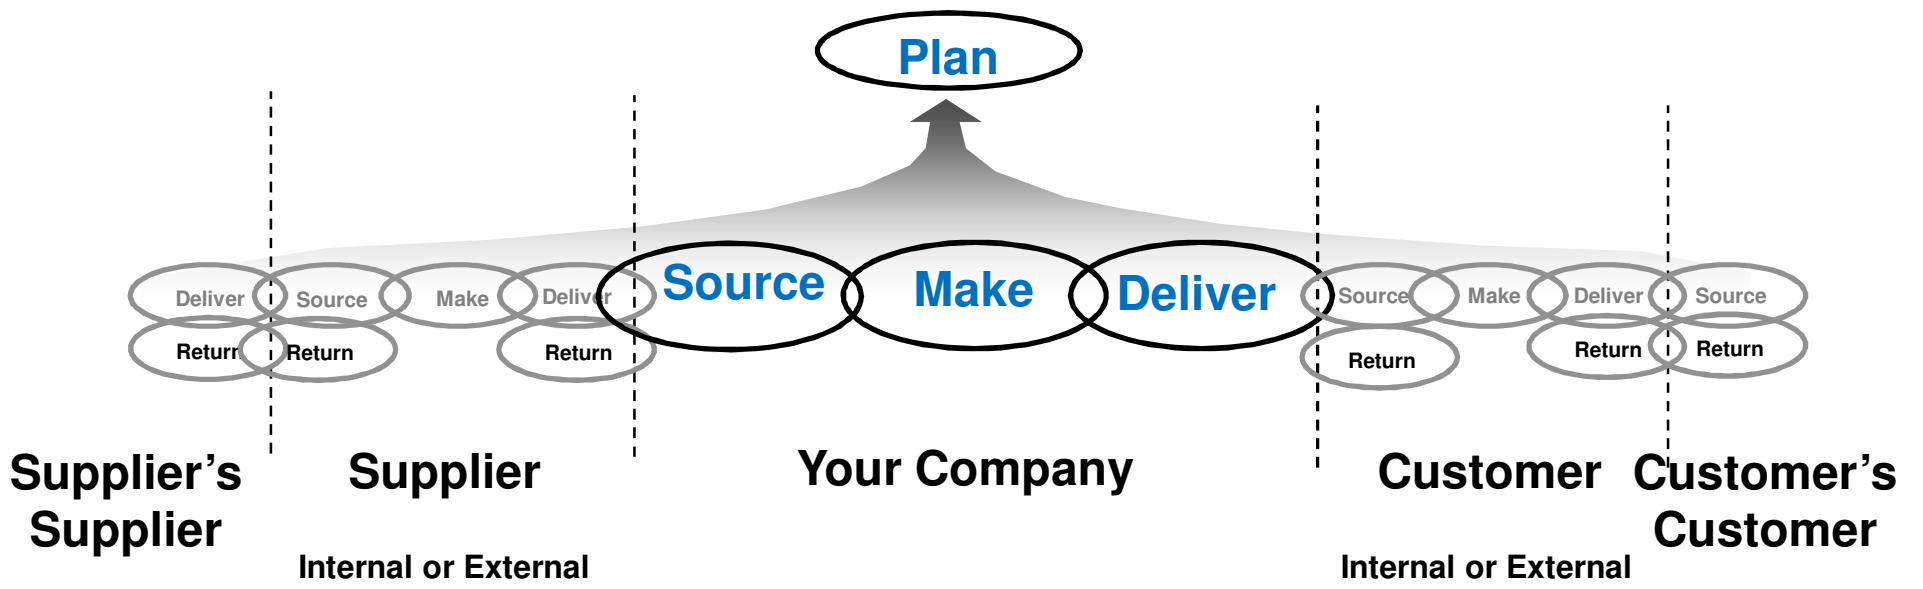 Plan
Deliver Source Make Deliver Source Make Deliver Source Make Deliver Source
Return Return Return Return Return Return
Supplier’s Supplier Your Company Customer Customer’s
Supplier Customer
Internal or External Internal or External